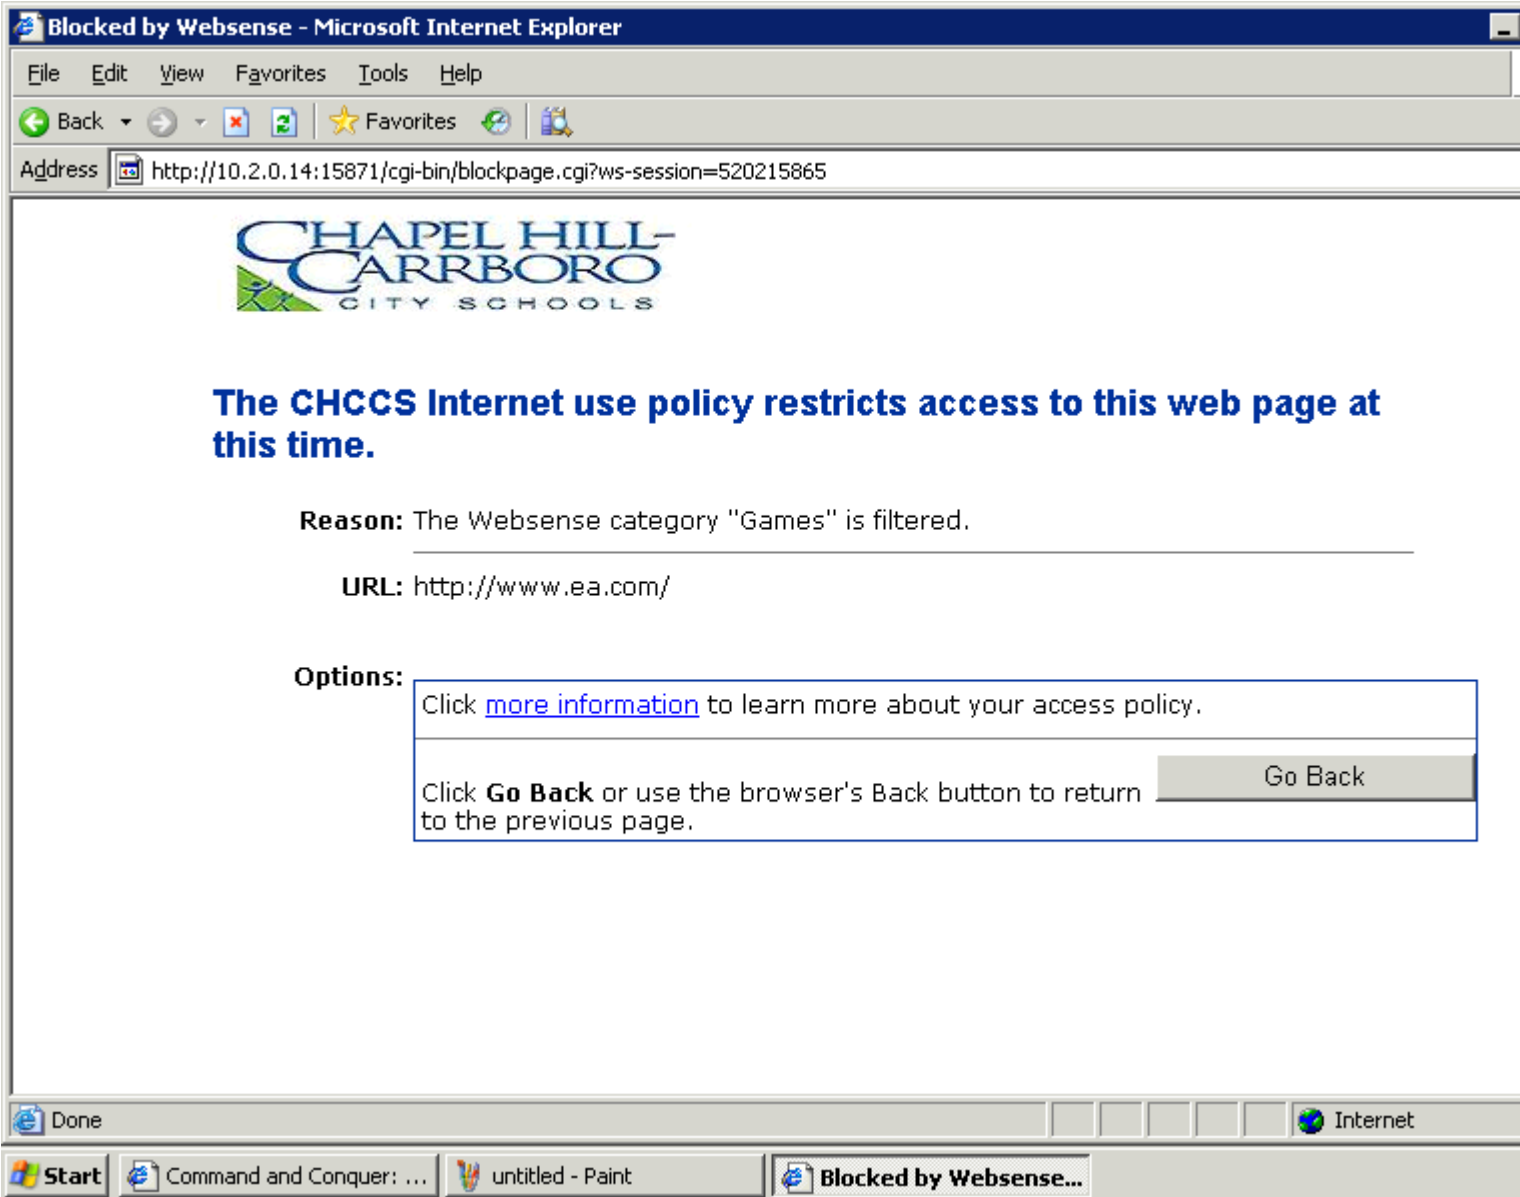 Blocked by Websense - Microsoft Internet Explorer
File Edit View Favorites Tools Help
Back Favorites
Address http://10.2.0.14:15871/cgi-bin/blockpage.cgi?ws-session=520215865
CHAPEL HILL-
CARRBORO
CITY SCHOOLS
The CHCCS Internet use policy restricts access to this web page at
this time.
Reason: The Websense category "Games" is filtered.
URL: http://www.ea.com/
Options:
Click more information to learn more about your access policy.
Click Go Back or use the browser's Back button to return
to the previous page.
Go Back
Done Internet
Start Command and Conquer: ... untitled - Paint Blocked by Websense...